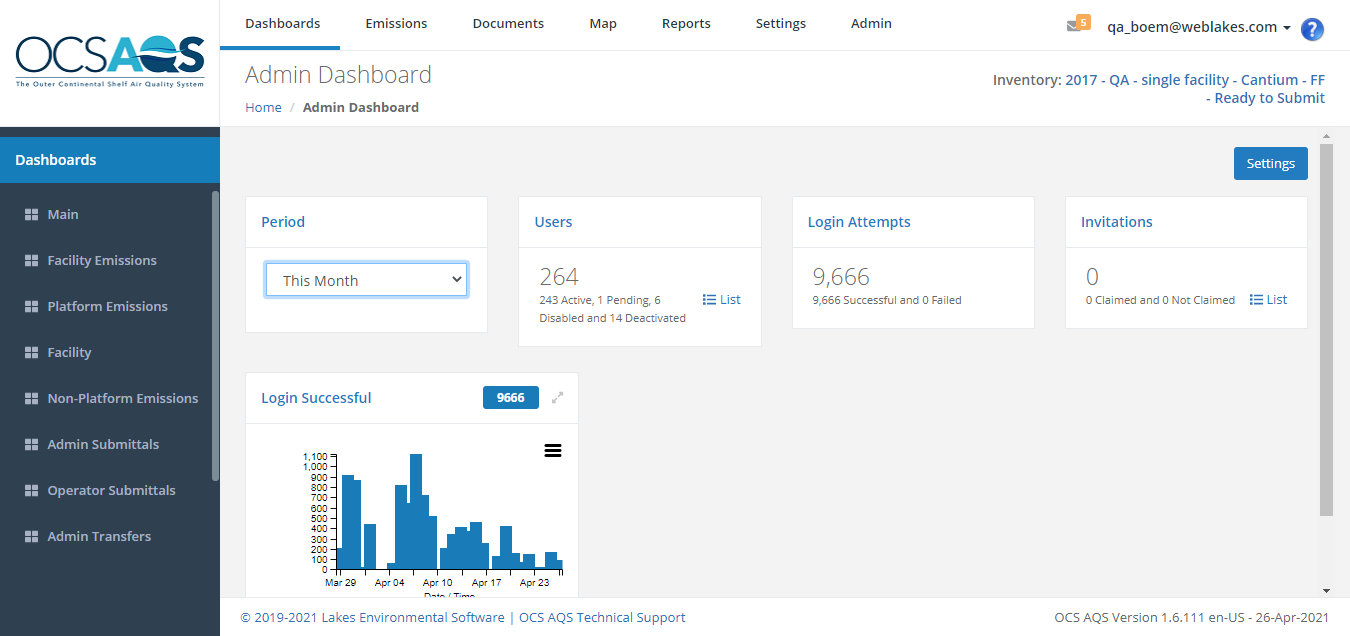 OCSAQS
The Outer Continental Shelf Air Quality System
Dashboards
Emissions
Documents
Map
Reports
Settings
Admin
5
qa_boem@weblakes.com
?
Admin Dashboard
Home / Admin Dashboard
Inventory: 2017 - QA - single facility - Cantium - FF
- Ready to Submit
Dashboards
Main
Facility Emissions
Platform Emissions
Facility
Non-Platform Emissions
Admin Submittals
Operator Submittals
Admin Transfers
Settings
Period
This Month
Users
264
243 Active, 1 Pending, 6
Disabled and 14 Deactivated
List
Login Attempts
9,666
9,666 Successful and 0 Failed
Invitations
0
0 Claimed and 0 Not Claimed
List
Login Successful
9666
1,100
1,000
900
800
700
600
500
400
300
200
100
0
Mar 29 Apr 04 Apr 10 Apr 17 Apr 23
Date / Time
© 2019-2021 Lakes Environmental Software | OCS AQS Technical Support
OCS AQS Version 1.6.111 en-US - 26-Apr-2021